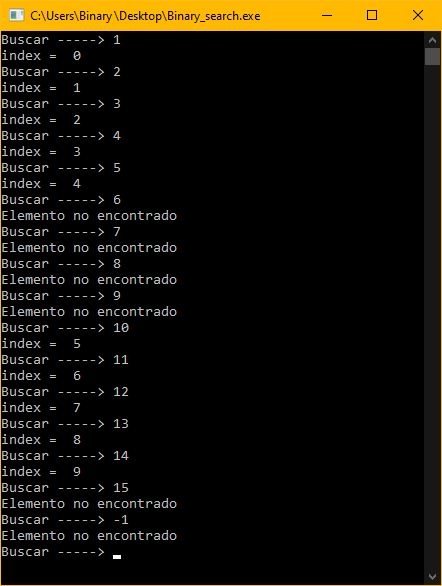 C:\Users\Binary\Desktop\Binary_search.exe
Buscar -----> 1
index =  0
Buscar -----> 2
index =  1
Buscar -----> 3
index =  2
Buscar -----> 4
index =  3
Buscar -----> 5
index =  4
Buscar -----> 6
Elemento no encontrado
Buscar -----> 7
Elemento no encontrado
Buscar -----> 8
Elemento no encontrado
Buscar -----> 9
Elemento no encontrado
Buscar -----> 10
index =  5
Buscar -----> 11
index =  6
Buscar -----> 12
index =  7
Buscar -----> 13
index =  8
Buscar -----> 14
index =  9
Buscar -----> 15
Elemento no encontrado
Buscar -----> -1
Elemento no encontrado
Buscar ----->